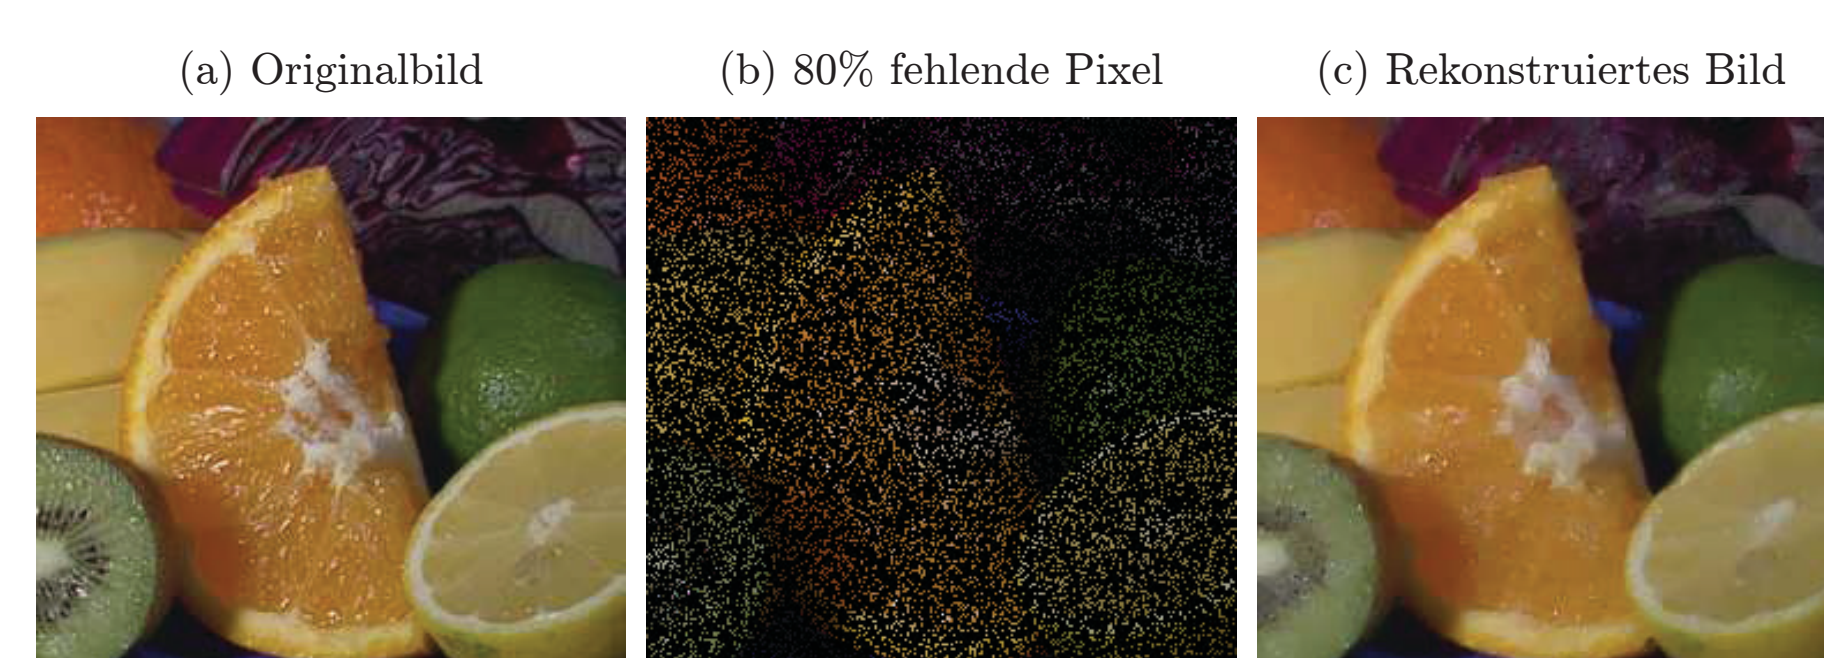 (a) Originalbild
(b) 80% fehlende Pixel
(c) Rekonstruiertes Bild